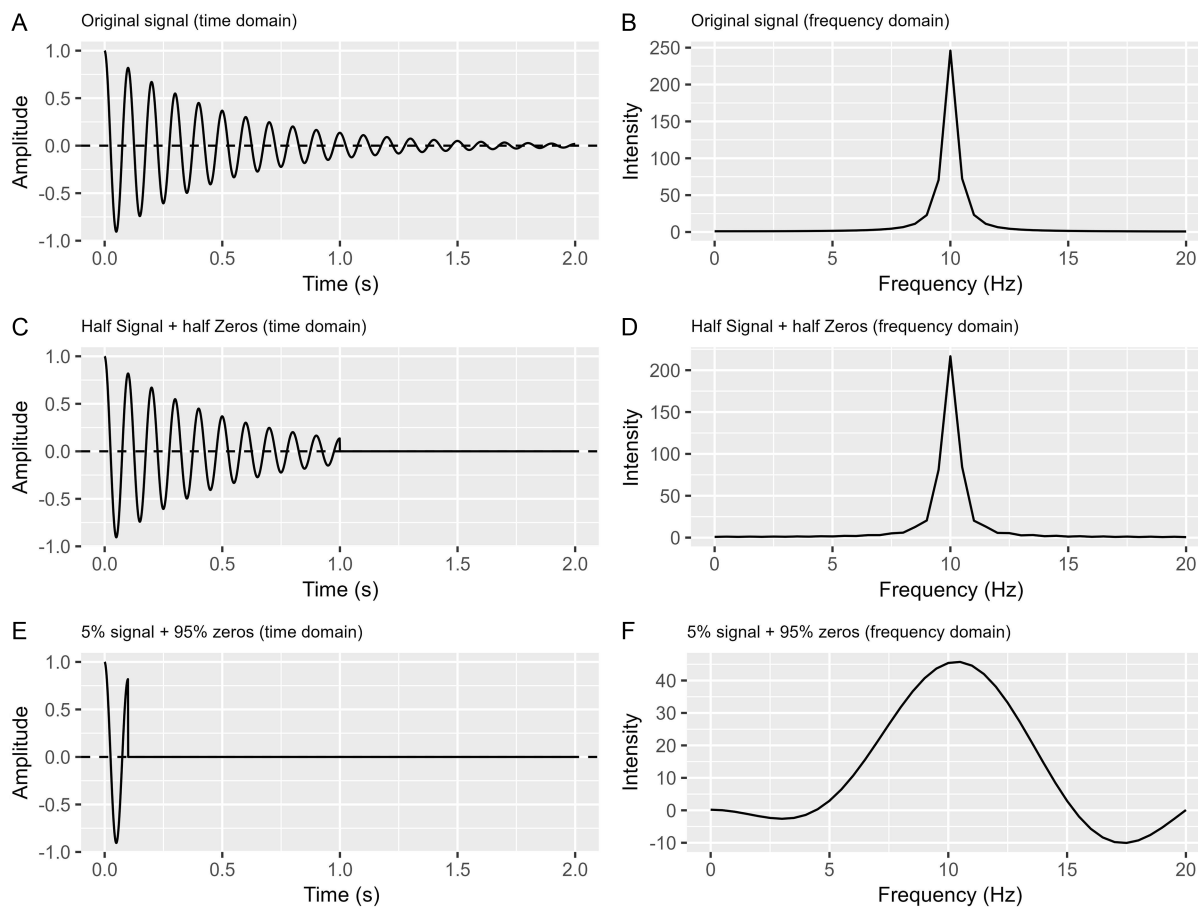 A
Original signal (time domain)
1.0
0.5
0.0
-0.5
-1.0
Amplitude
0.0 0.5 1.0 1.5 2.0
Time (s)
B
Original signal (frequency domain)
250
200
150
100
50
0
Intensity
0 5 10 15 20
Frequency (Hz)
C
Half Signal + half Zeros (time domain)
1.0
0.5
0.0
-0.5
-1.0
Amplitude
0.0 0.5 1.0 1.5 2.0
Time (s)
D
Half Signal + half Zeros (frequency domain)
200
150
100
50
0
Intensity
0 5 10 15 20
Frequency (Hz)
E
5% signal + 95% zeros (time domain)
1.0
0.5
0.0
-0.5
-1.0
Amplitude
0.0 0.5 1.0 1.5 2.0
Time (s)
F
5% signal + 95% zeros (frequency domain)
40
30
20
10
0
-10
Intensity
0 5 10 15 20
Frequency (Hz)